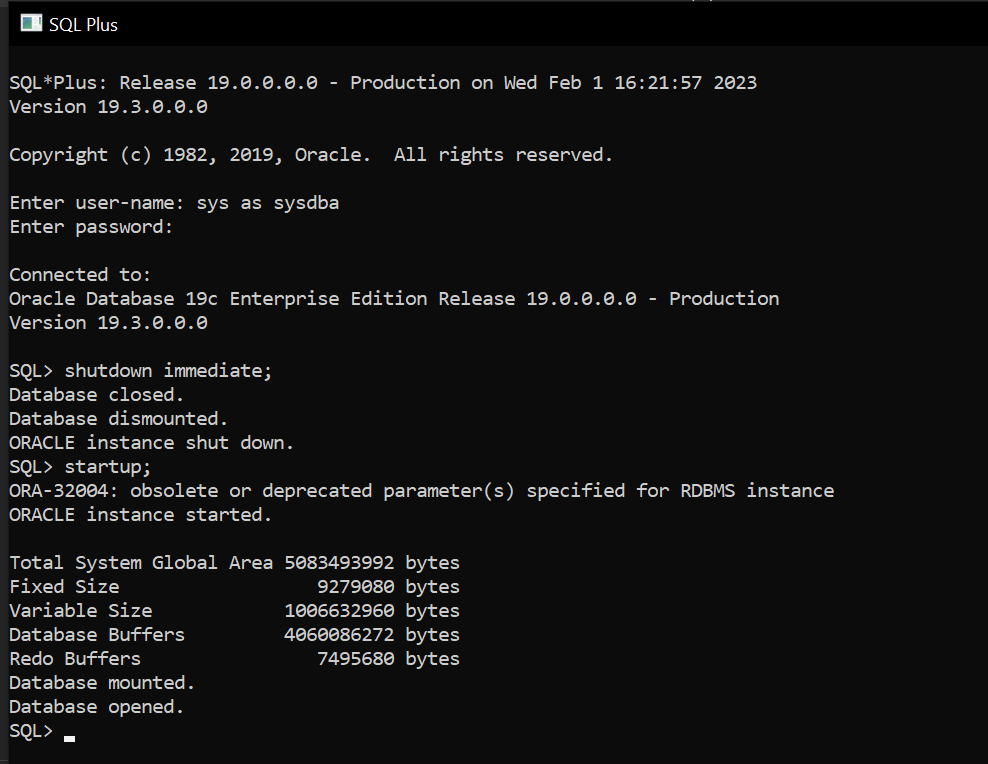 SQL Plus
SQL*Plus: Release 19.0.0.0.0 - Production on Wed Feb 1 16:21:57 2023
Version 19.3.0.0.0
Copyright (c) 1982, 2019, Oracle.  All rights reserved.
Enter user-name: sys as sysdba
Enter password:
Connected to:
Oracle Database 19c Enterprise Edition Release 19.0.0.0.0 - Production
Version 19.3.0.0.0
SQL> shutdown immediate;
Database closed.
Database dismounted.
ORACLE instance shut down.
SQL> startup;
ORA-32004: obsolete or deprecated parameter(s) specified for RDBMS instance
ORACLE instance started.
Total System Global Area 5083493992 bytes
Fixed Size                  9279080 bytes
Variable Size            1006632960 bytes
Database Buffers         4060086272 bytes
Redo Buffers                7495680 bytes
Database mounted.
Database opened.
SQL>